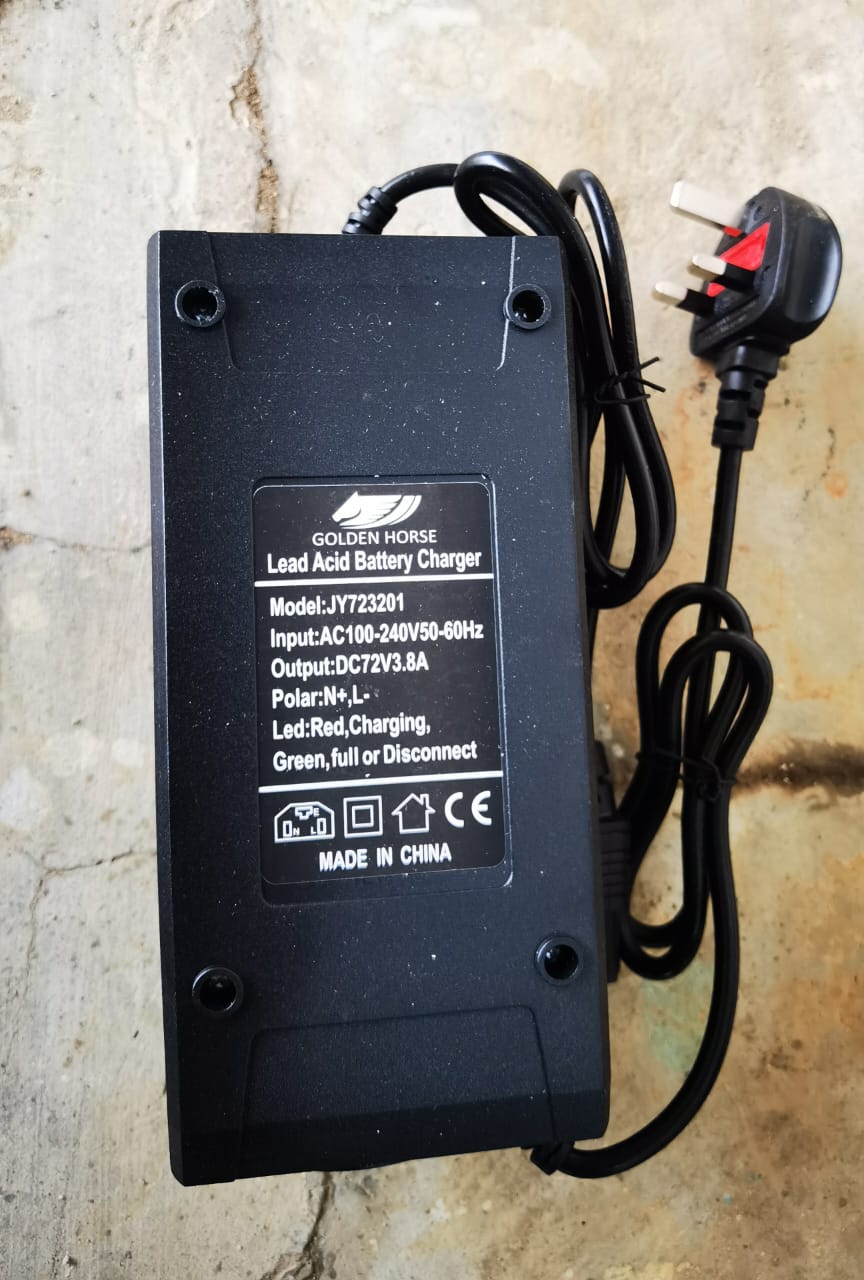 GOLDEN HORSE
Lead Acid Battery Charger
Model:JY723201
Input:AC100-240V50-60Hz
Output:DC72V3.8A
Polar:N+,L-
Led:Red,Charging,
Green,full or Disconnect
E
N L
CE
MADE IN CHINA